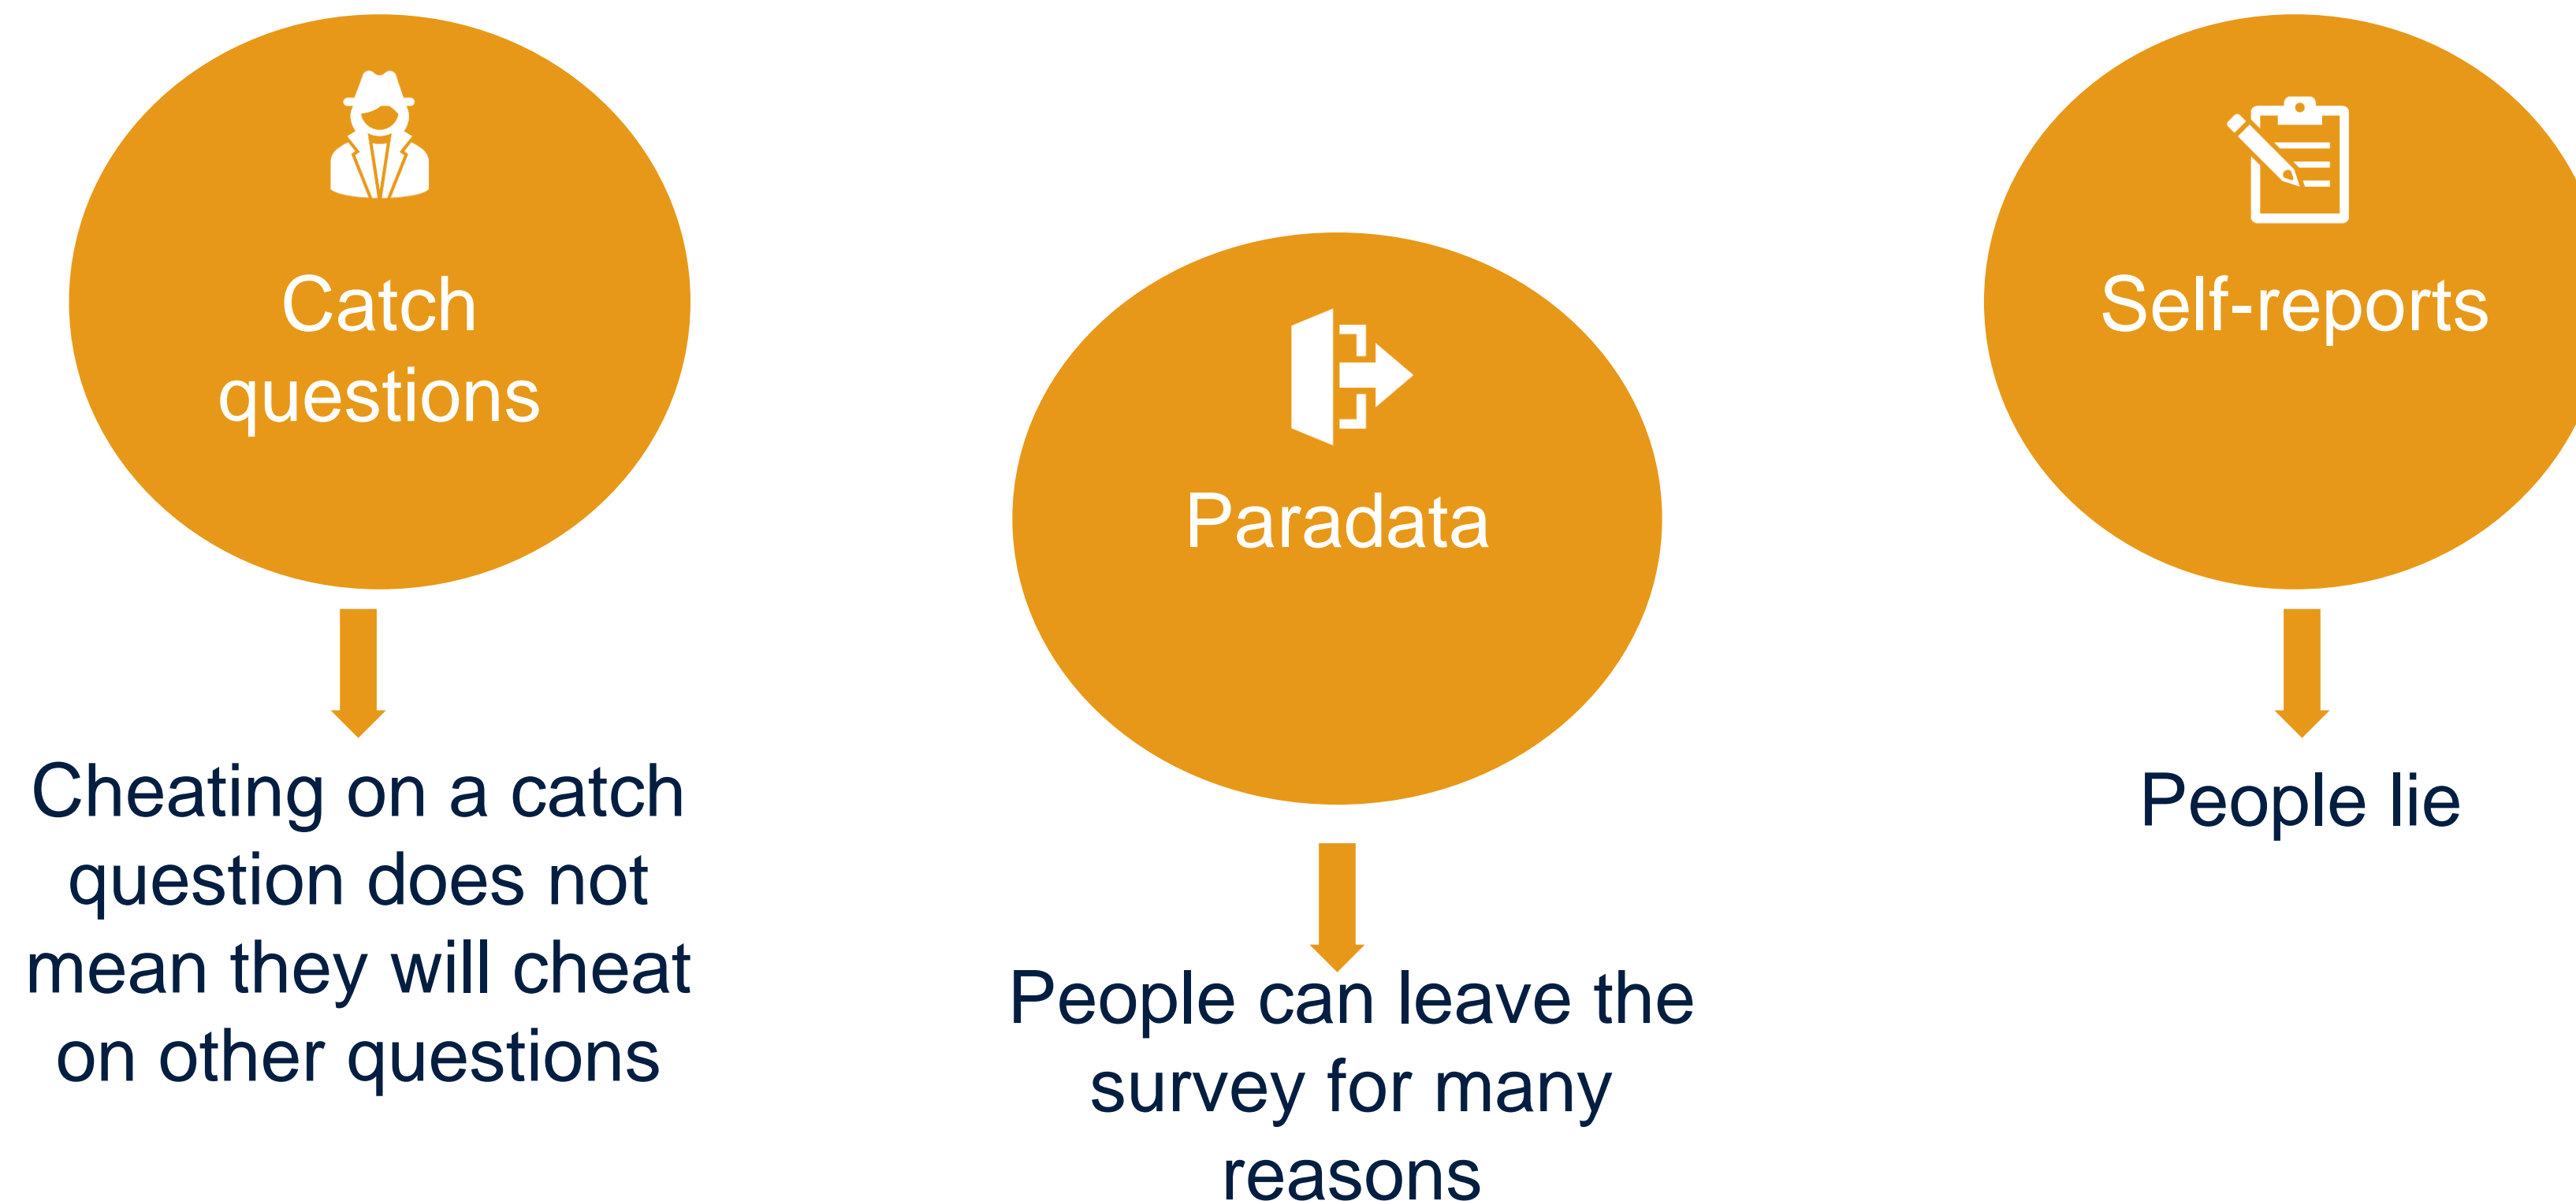 Catch
questions
Cheating on a catch
question does not
mean they will cheat
on other questions
Paradata
People can leave the
survey for many
reasons
Self-reports
People lie